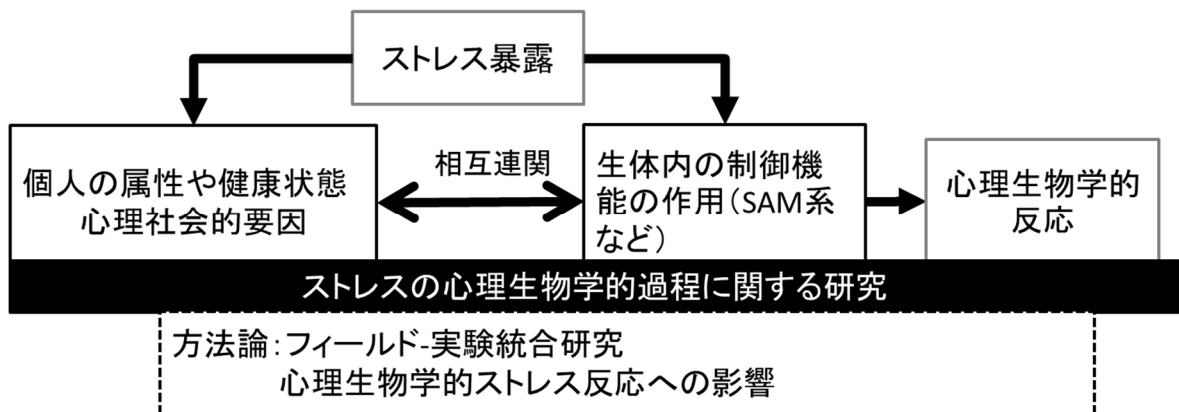 ストレス暴露
個人の属性や健康状態
心理社会的要因
相互連関
生体内の制御機
能の作用(SAM系
など)
心理生物学的
反応
ストレスの心理生物学的過程に関する研究
方法論:フィールド-実験統合研究
心理生物学的ストレス反応への影響